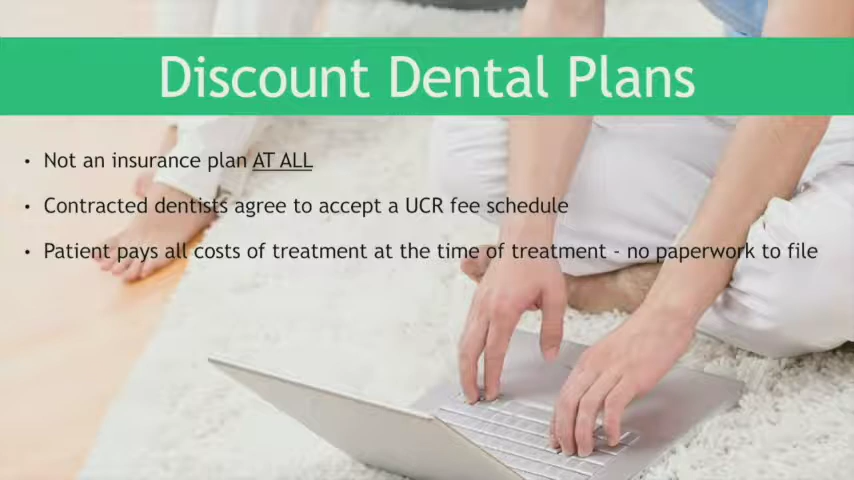 Discount Dental Plans
• Not an insurance plan AT ALL
• Contracted dentists agree to accept a UCR fee schedule
• Patient pays all costs of treatment at the time of treatment - no paperwork to file